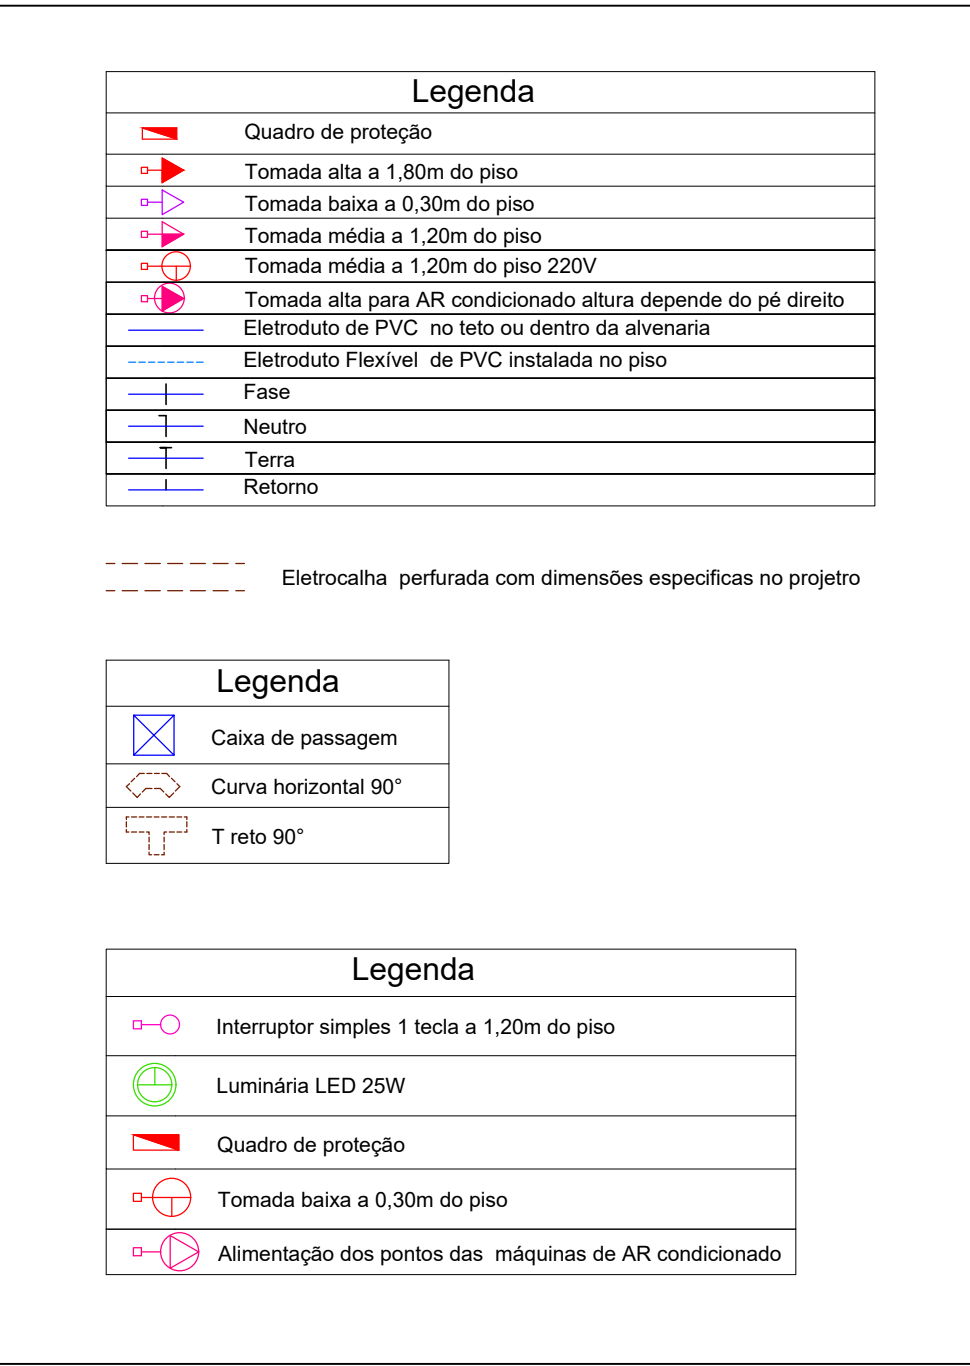 Legenda
Quadro de proteção
Tomada alta a 1,80m do piso
Tomada baixa a 0,30m do piso
Tomada média a 1,20m do piso
Tomada média a 1,20m do piso 220V
Tomada alta para AR condicionado altura depende do pé direito
Eletroduto de PVC no teto ou dentro da alvenaria
Eletroduto Flexível de PVC instalada no piso
Fase
Neutro
Terra
Retorno
Eletrocalha perfurada com dimensões especificas no projetro
Legenda
Caixa de passagem
Curva horizontal 90°
T reto 90°
Legenda
Interruptor simples 1 tecla a 1,20m do piso
Luminária LED 25W
Quadro de proteção
Tomada baixa a 0,30m do piso
Alimentação dos pontos das máquinas de AR condicionado